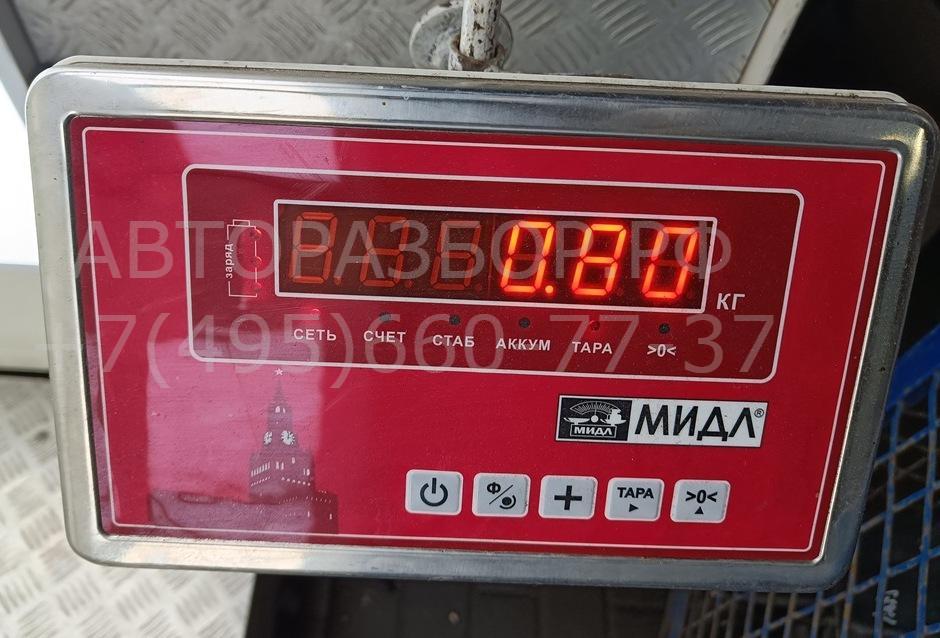 АВТОРАЗБОР.РФ
заряд
0.80
КГ
7(495)660 77 37
СЕТЬ СЧЕТ СТАБ АККУМ ТАРА >0<
МИДЛ МИДЛ®
Ф + ТАРА >0<